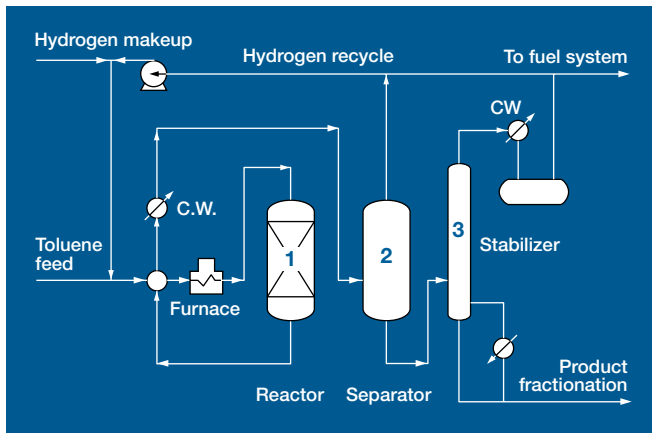 Hydrogen makeup
Hydrogen recycle
To fuel system
CW
C.W.
3
Stabilizer
1
2
Toluene
feed
Furnace
Product
fractionation
Reactor
Separator